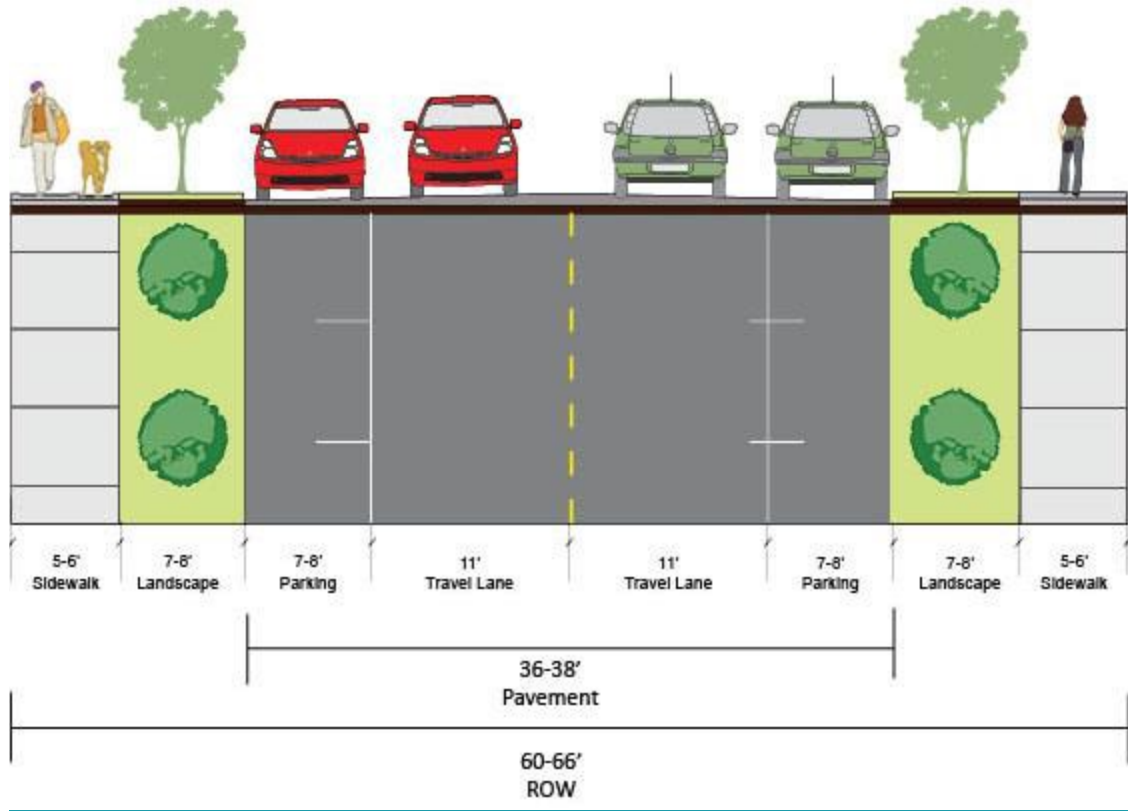 5-6'
Sidewalk
7-8'
Landscape
7-8'
Parking
11'
Travel Lane
11'
Travel Lane
7-8'
Parking
7-8'
Landscape
5-6'
Sidewalk
36-38'
Pavement
60-66'
ROW